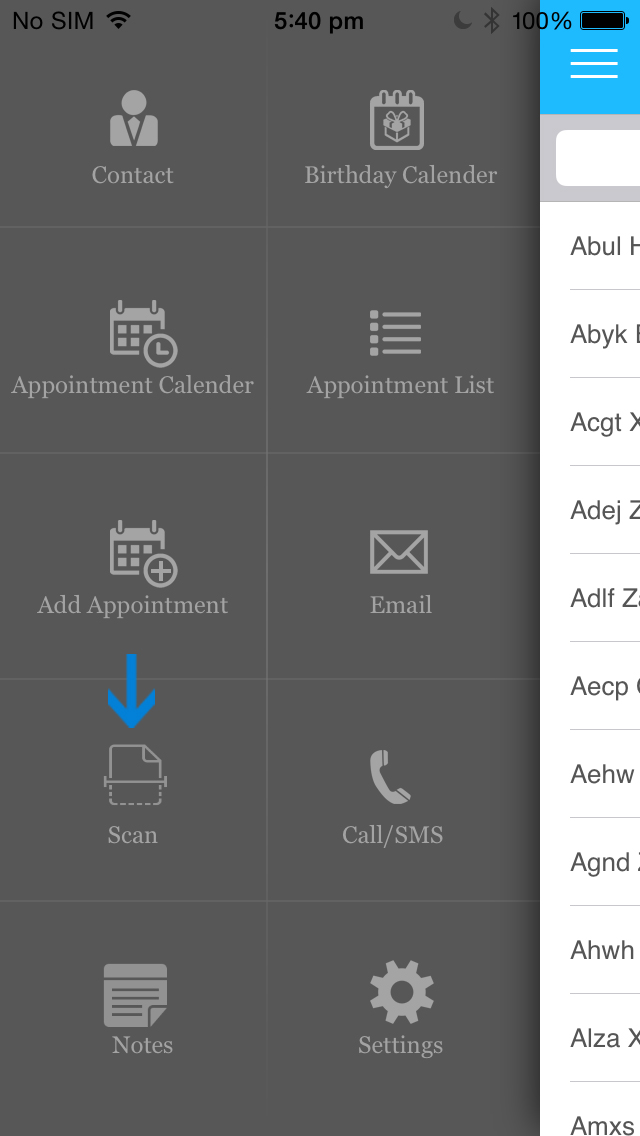 No SIM 5:40 pm 100%
Contact Birthday Calender
Appointment Calender Appointment List
Add Appointment Email
Scan Call/SMS
Notes Settings
Abul
Abyk
Acgt X
Adej Z
Adlf Za
Aecp
Aehw
Agnd
Ahwh
Alza X
Amxs